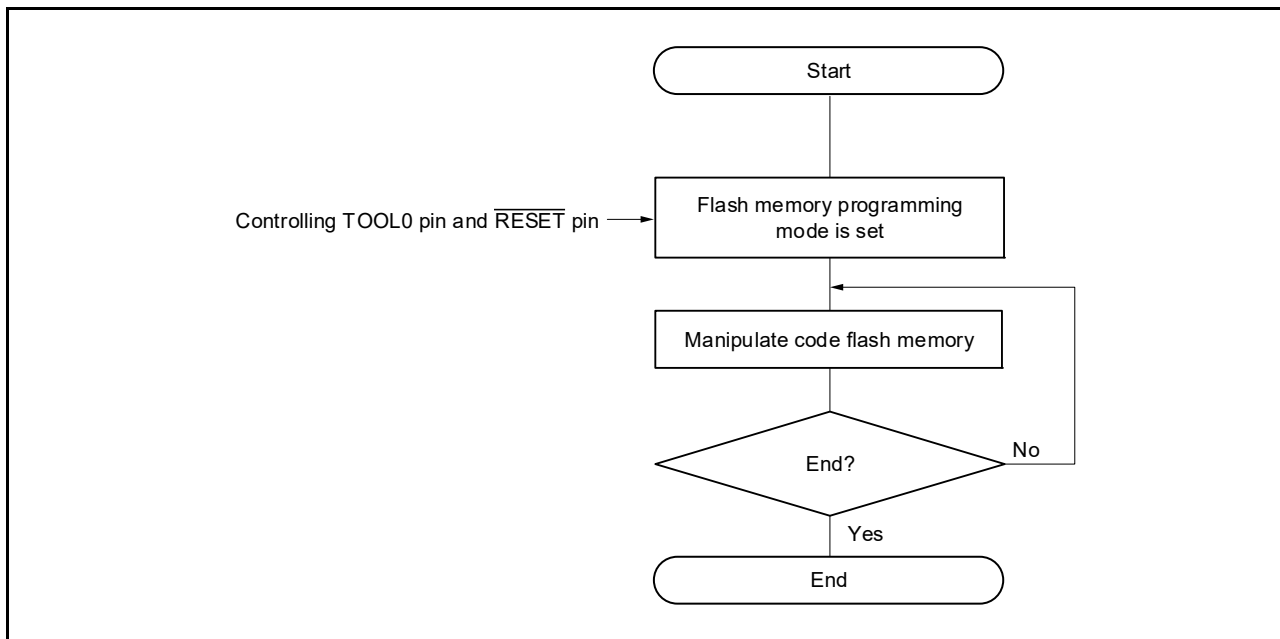 Start
Controlling TOOL0 pin and R̅E̅S̅E̅T̅ pin
Flash memory programming
mode is set
Manipulate code flash memory
End?
No
Yes
End